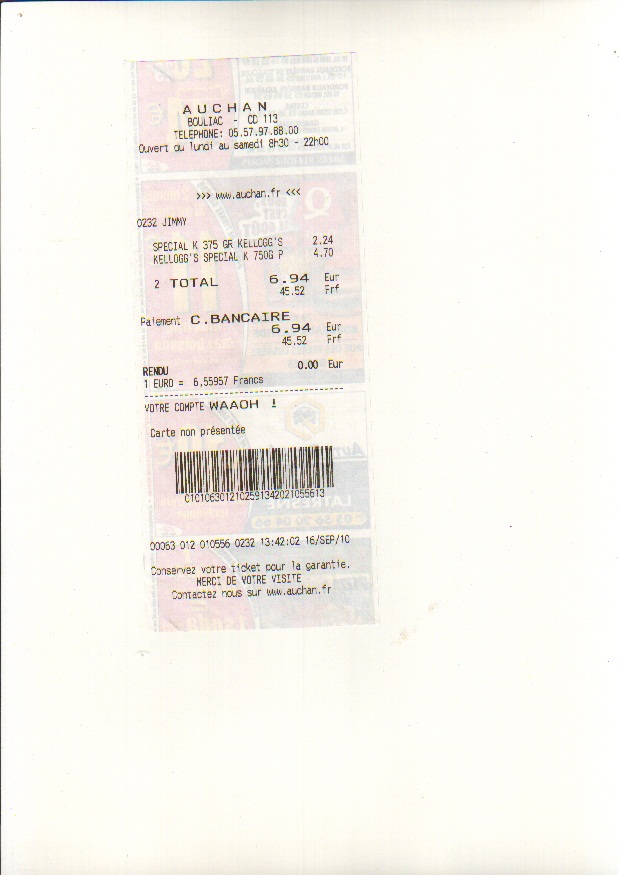 AUCHAN
BOULIAC - CD 113
TELEPHONE: 05.57.97.88.00
Ouvert du lundi au samedi 8h30 - 22h00
>>> www.auchan.fr <<<
0232 JIMMY
SPECIAL K 375 GR KELLOGG'S 2.24
KELLOGG'S SPECIAL K 750G P 4.70
2 TOTAL 6.94 Eur
45.52 Frf
Paiement C.BANCAIRE
6.94 Eur
45.52 Frf
RENDU 0.00 Eur
1 EURO = 6,55957 Francs
VOTRE COMPTE WAAOH !
Carte non présentée
C101063012102591342021055613
00063 012 010556 0232 13:42:02 16/SEP/10
Conservez votre ticket pour la garantie.
MERCI DE VOTRE VISITE
Contactez nous sur www.auchan.fr